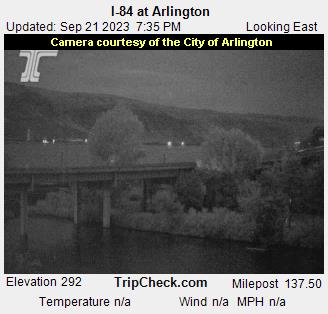 I-84 at Arlington
Updated: Sep 21 2023 7:35 PM Looking East
Camera courtesy of the City of Arlington
Elevation 292 TripCheck.com Milepost 137.50
Temperature n/a Wind n/a MPH n/a